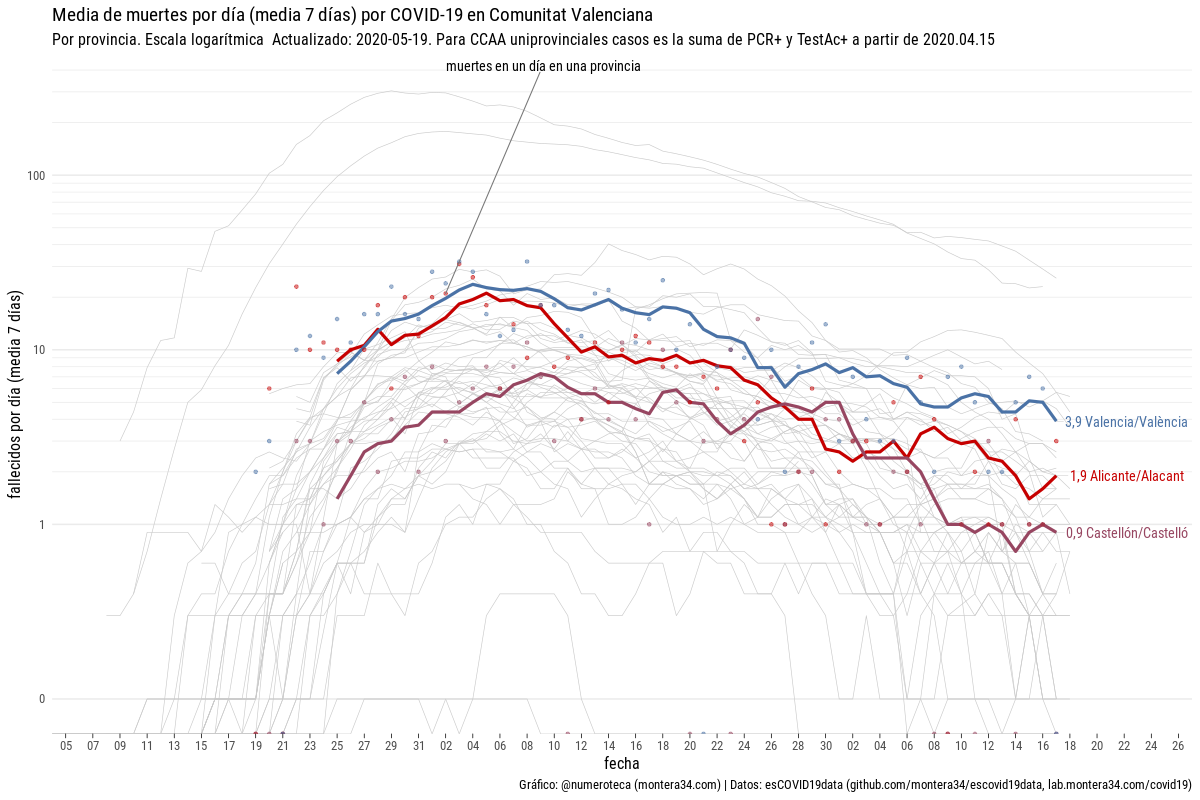 Media de muertes por día (media 7 días) por COVID-19 en Comunitat Valenciana
Por provincia. Escala logarítmica  Actualizado: 2020-05-19. Para CCAA uniprovinciales casos es la suma de PCR+ y TestAc+ a partir de 2020.04.15
muertes en un día en una provincia
fallecidos por día (media  7 días)
100
10
1
0
3,9 Valencia/València
1,9 Alicante/Alacant
0,9 Castellón/Castelló
05 07 09 11 13 15 17 19 21 23 25 27 29 31 02 04 06 08 10 12 14 16 18 20 22 24 26 28 30 02 04 06 08 10 12 14 16 18 20 22 24 26
fecha
Gráfico: @numeroteca (montera34.com) | Datos: esCOVID19data (github.com/montera34/escovid19data, lab.montera34.com/covid19)